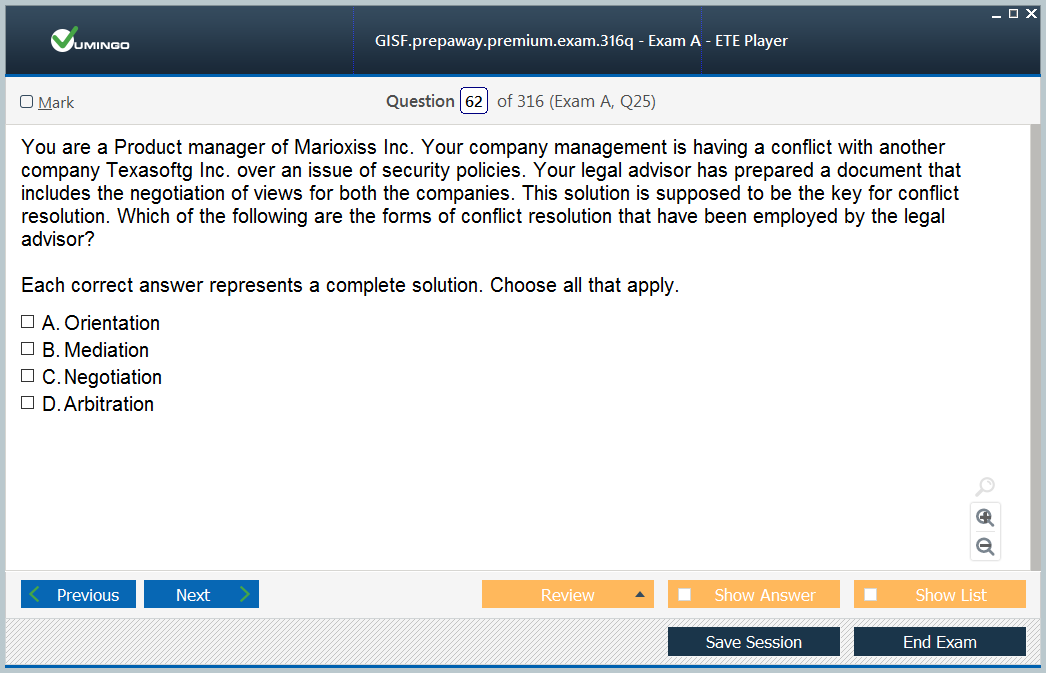 VUMINGO
GISF.prepaway.premium.exam.316q - Exam A - ETE Player
Mark
Question 62 of 316 (Exam A, Q25)
You are a Product manager of Marioxiss Inc. Your company management is having a conflict with another
company Texasoftg Inc. over an issue of security policies. Your legal advisor has prepared a document that
includes the negotiation of views for both the companies. This solution is supposed to be the key for conflict
resolution. Which of the following are the forms of conflict resolution that have been employed by the legal
advisor?
Each correct answer represents a complete solution. Choose all that apply.
A. Orientation
B. Mediation
C. Negotiation
D. Arbitration
Previous Next Review Show Answer Show List
Save Session End Exam